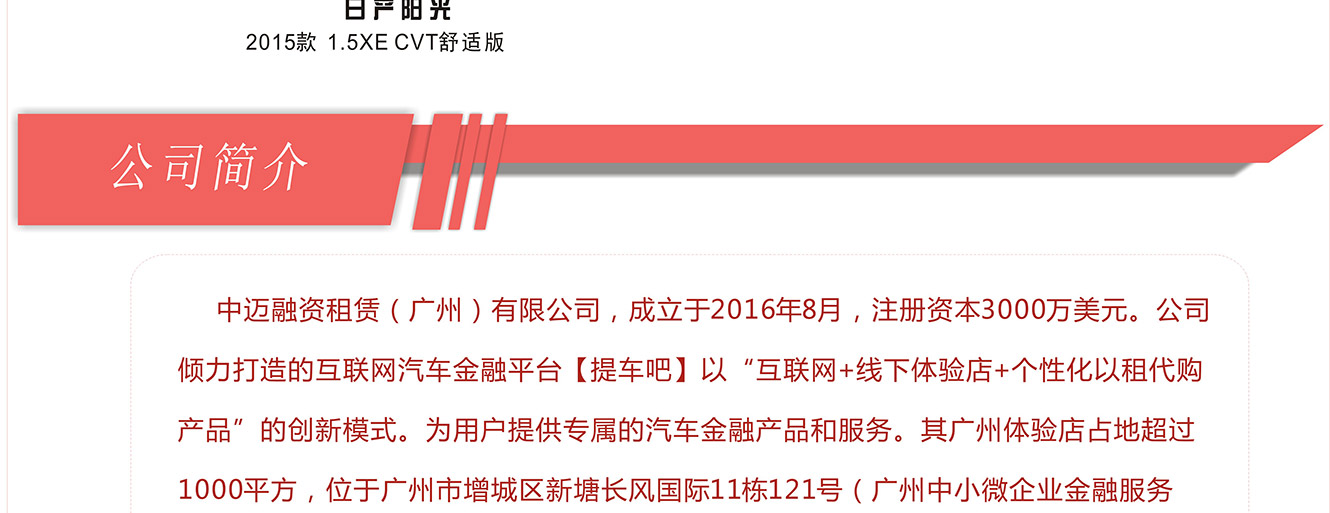 日产阳光
2015款 1.5XE CVT舒适版
公司简介
中迈融资租赁（广州）有限公司，成立于2016年8月，注册资本3000万美元。公司
倾力打造的互联网汽车金融平台【提车吧】以“互联网+线下体验店+个性化以租代购
产品”的创新模式。为用户提供专属的汽车金融产品和服务。其广州体验店占地超过
1000平方，位于广州市增城区新塘长风国际11栋121号（广州中小微企业金融服务